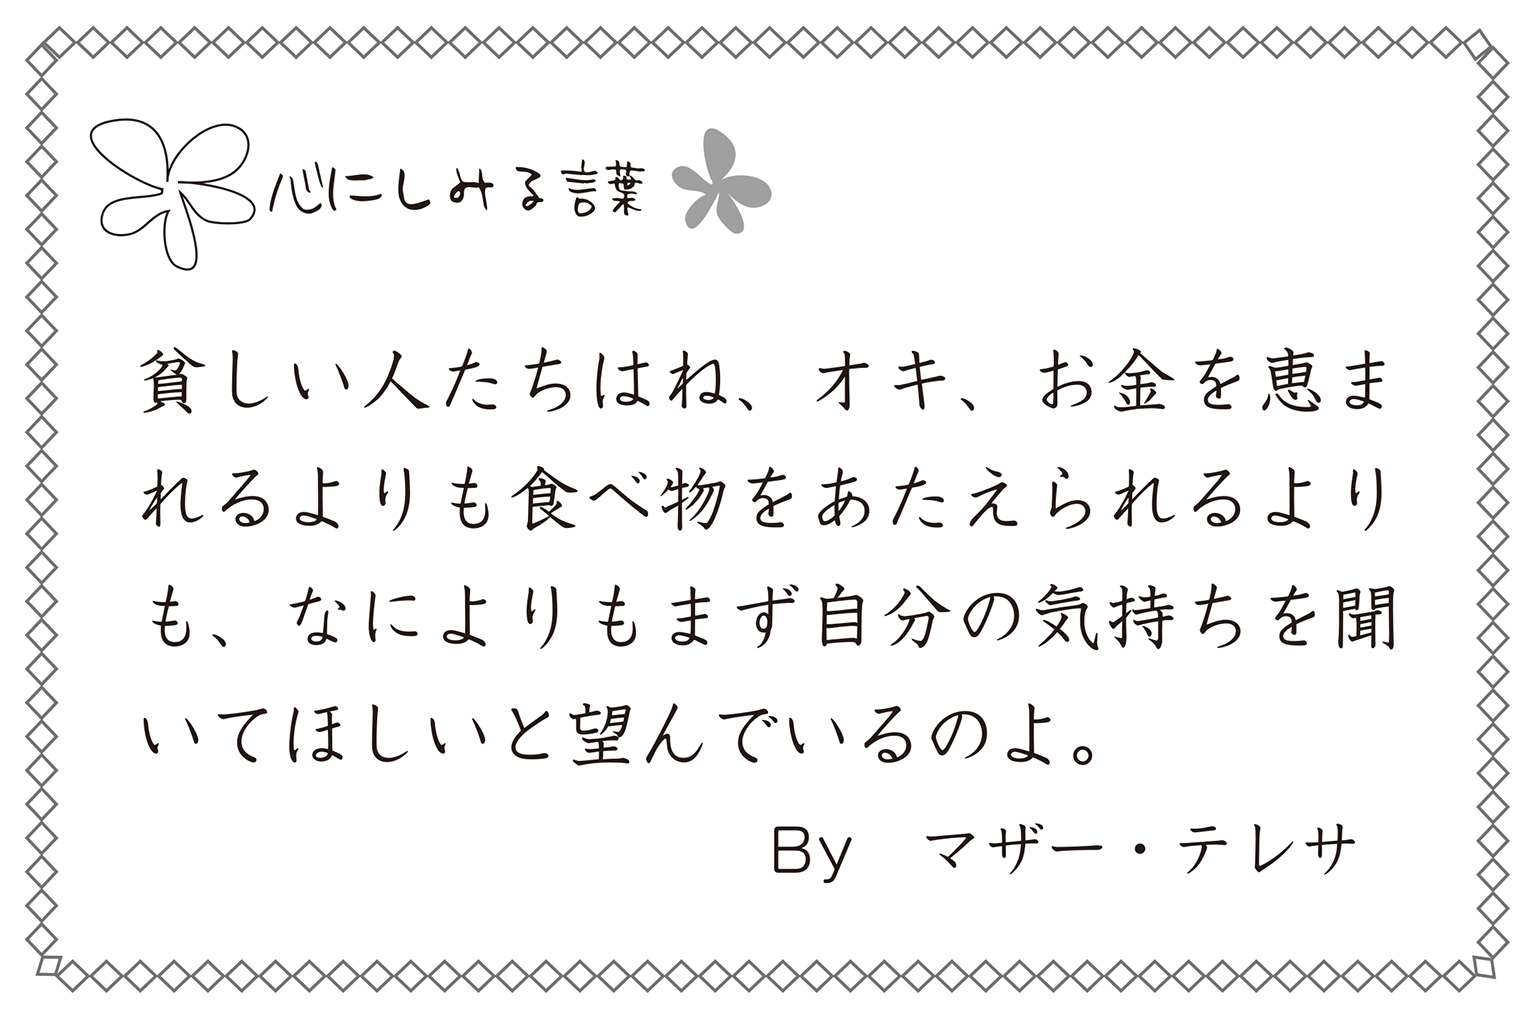 心にしみる言葉
貧しい人たちはね、オキ、お金を恵ま
れるよりも食べ物をあたえられるより
も、なによりもまず自分の気持ちを聞
いてほしいと望んでいるのよ。
By　マザー・テレサ